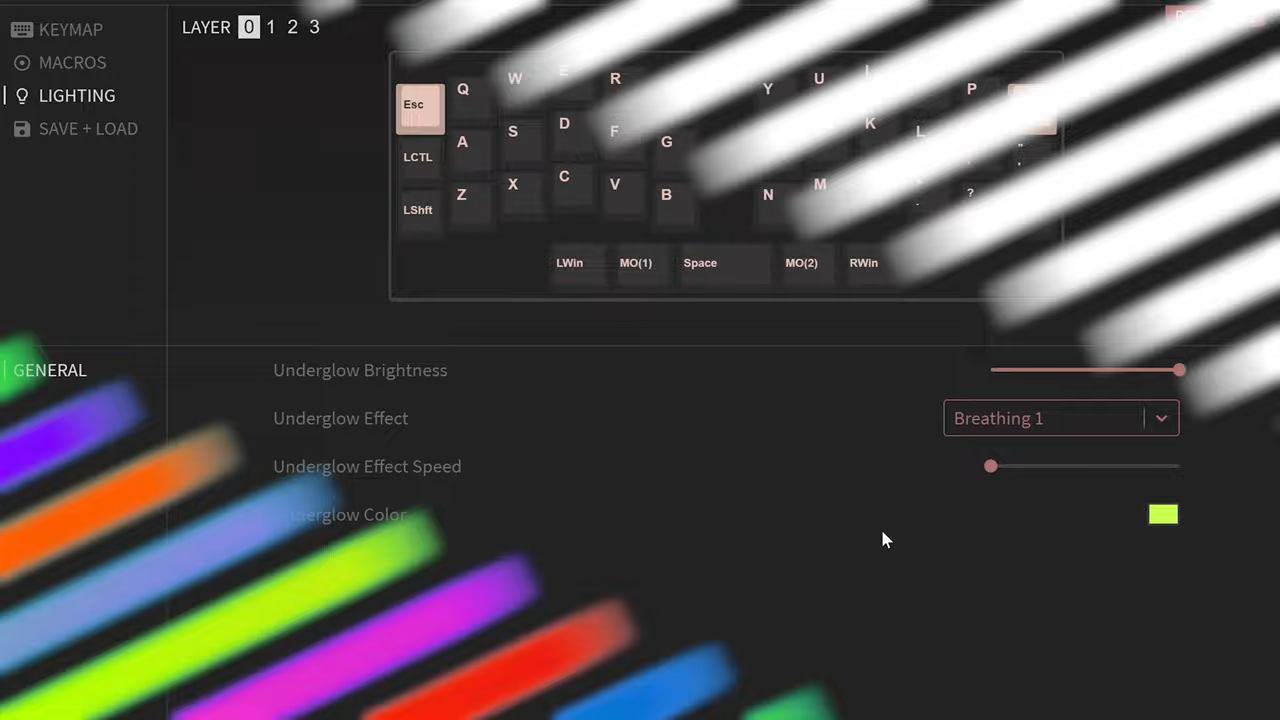 KEYMAP
MACROS
LIGHTING
SAVE + LOAD
LAYER 0 1 2 3
Q W E R Y U P
Esc
A S D F G K L
LCTL
Z X C V B N M ?
LShft
LWin MO(1) Space MO(2) RWin
GENERAL
Underglow Brightness
Underglow Effect Breathing 1
Underglow Effect Speed
Underglow Color